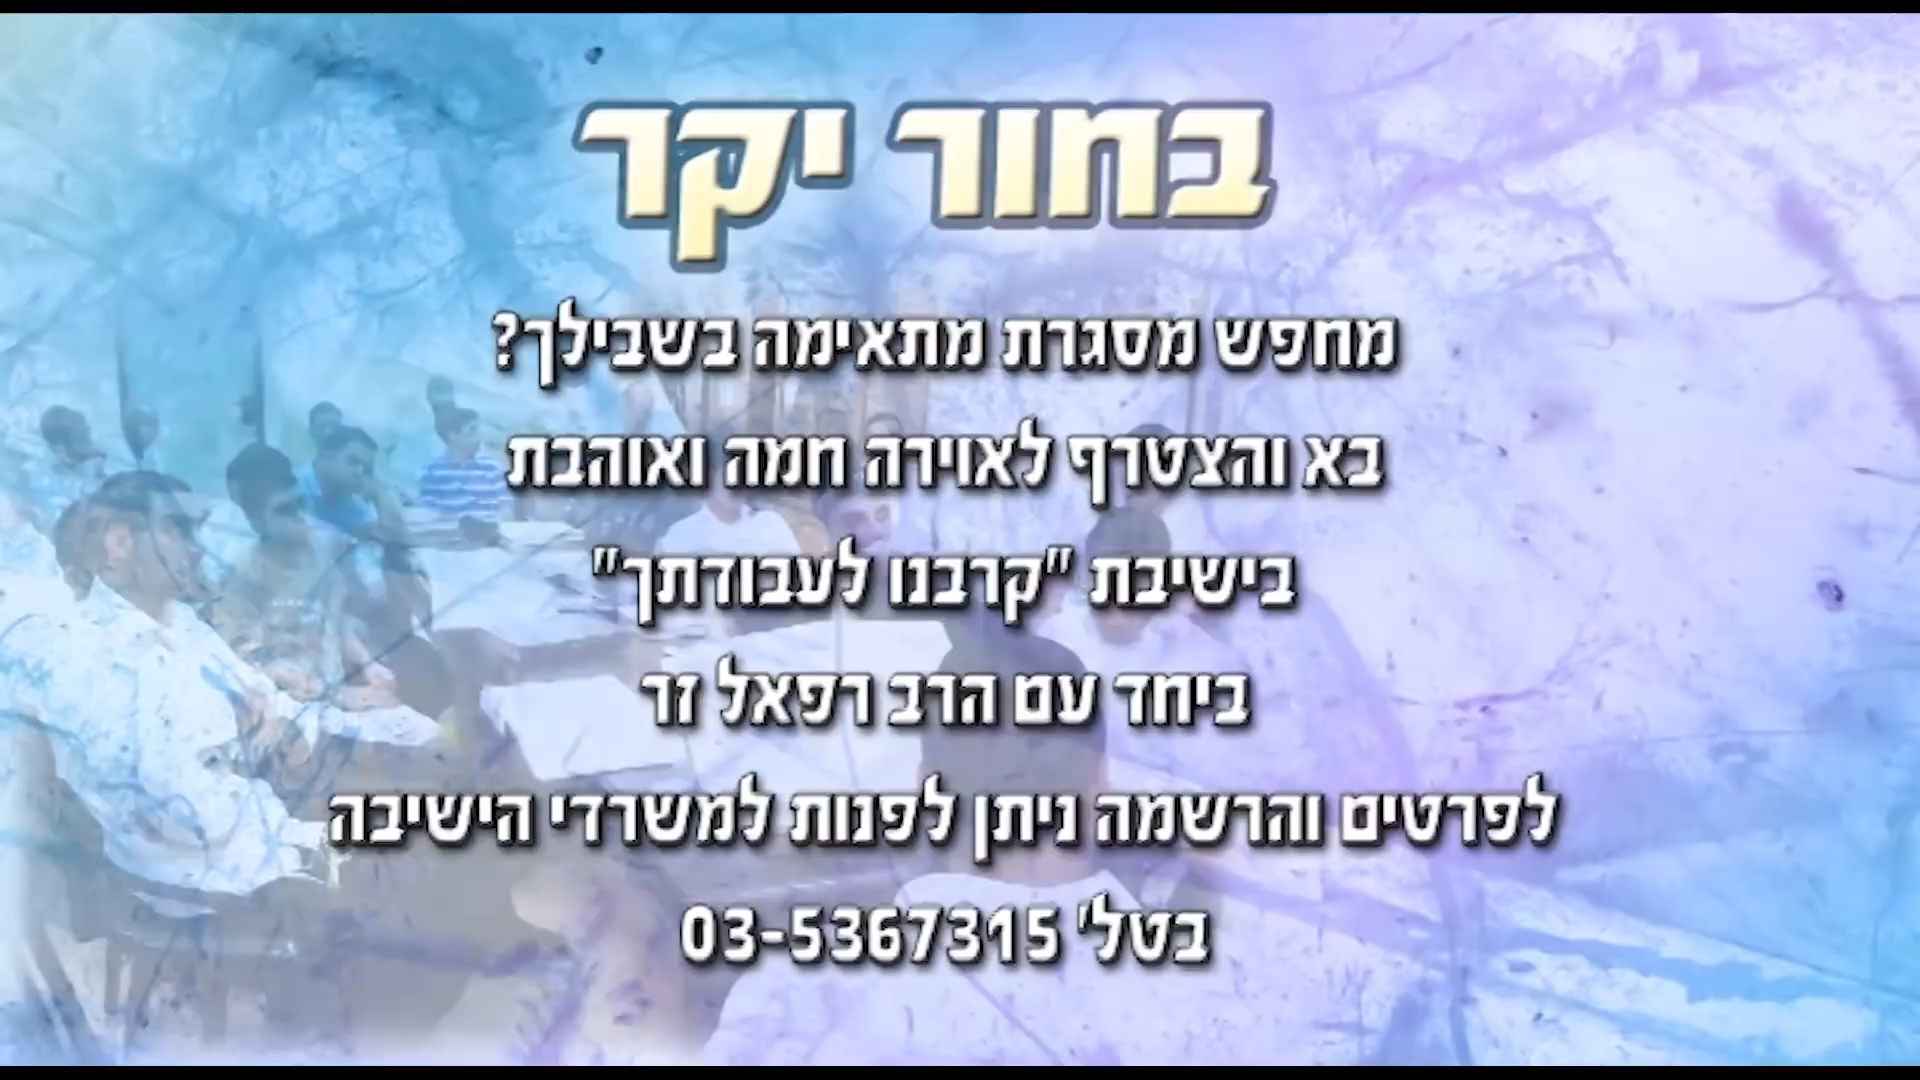 בחור יקר
מחפש מסגרת מתאימה בשבילך?
בא והצטרף לאוירה חמה ואוהבת
בישיבת "קרבנו לעבודתך"
ביחד עם הרב רפאל זר
לפרטים והרשמה ניתן לפנות למשרדי הישיבה
בטל' 03-5367315